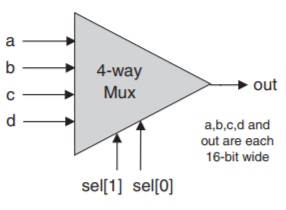 a
b
c
d
4-way
Mux
out
a,b,c,d and
out are each
16-bit wide
sel[1] sel[0]